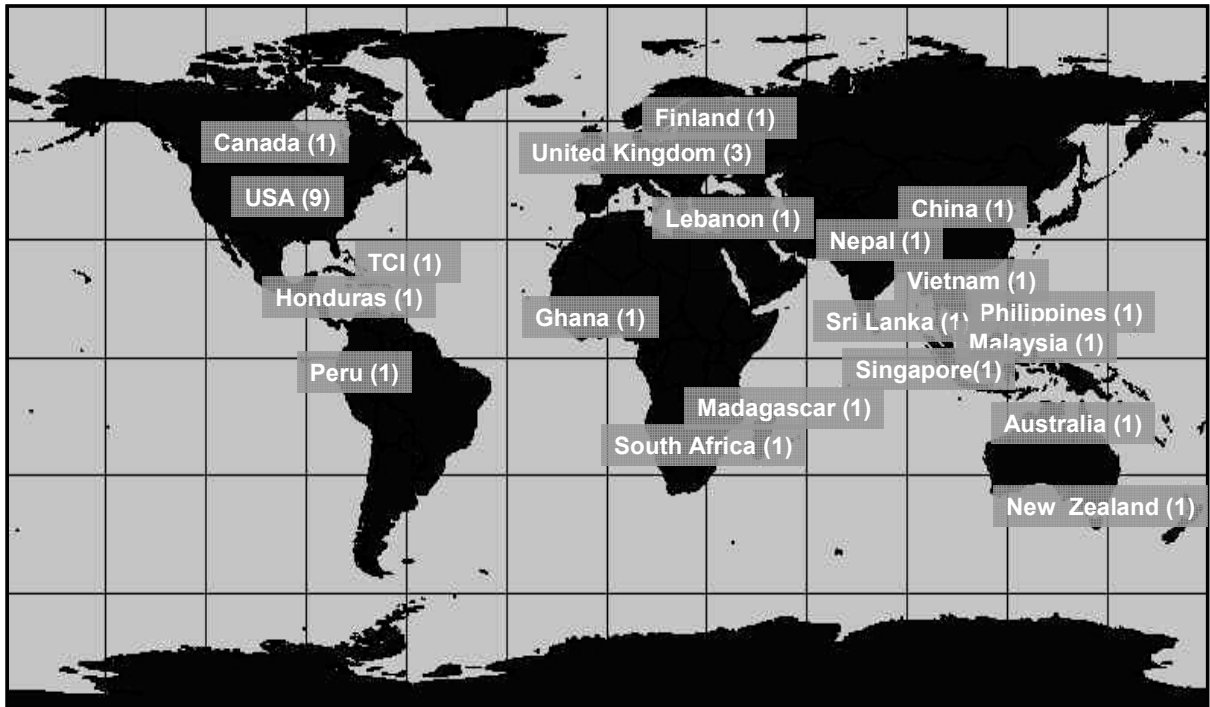 Finland (1)
Canada (1)
United Kingdom (3)
USA (9)
China (1)
Lebanon (1)
Nepal (1)
TCI (1)
Vietnam (1)
Honduras (1)
Philippines (1)
Ghana (1)
Sri Lanka (1)
Malaysia (1)
Singapore(1)
Peru (1)
Madagascar (1)
Australia (1)
South Africa (1)
New Zealand (1)